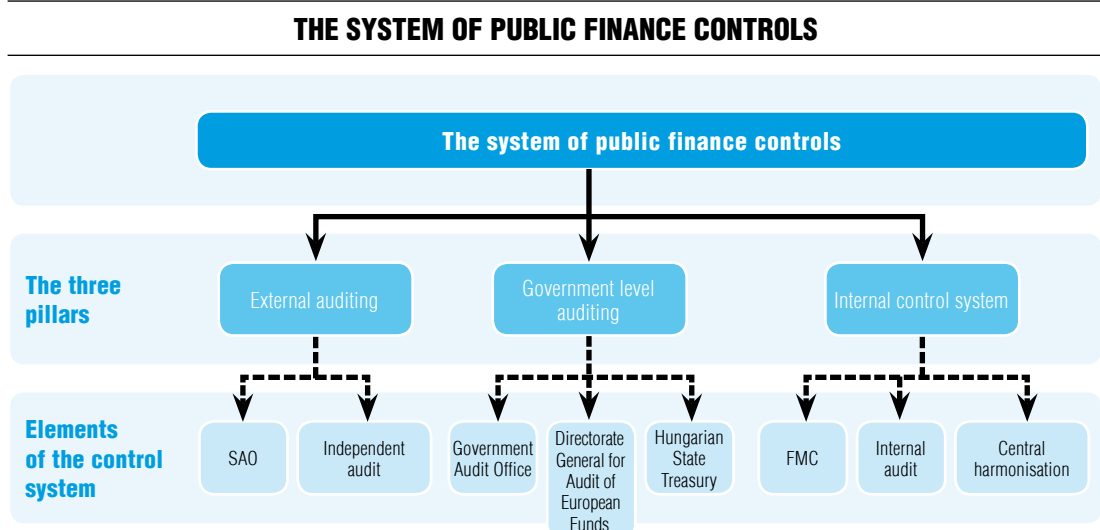 THE SYSTEM OF PUBLIC FINANCE CONTROLS
The system of public finance controls
The three
pillars
External auditing
Government level
auditing
Internal control system
Elements
of the control
system
SAO
Independent
audit
Government
Audit Office
Directorate
General for
Audit of
European
Funds
Hungarian
State
Treasury
FMC
Internal
audit
Central
harmonisation